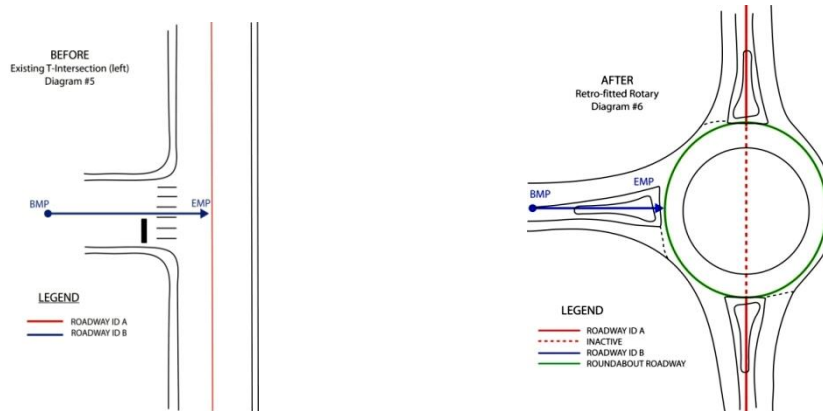 BEFORE
Existing T-Intersection (left)
Diagram #5
BMP
EMP
LEGEND
ROADWAY ID A
ROADWAY ID B
AFTER
Retro-fitted Rotary
Diagram #6
EMP
BMP
LEGEND
ROADWAY ID A
INACTIVE
ROADWAY ID B
ROUNDABOUT ROADWAY